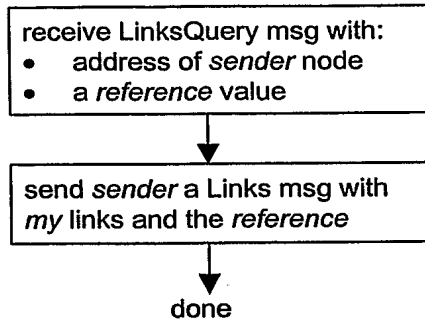 receive LinksQuery msg with:
• address of sender node
• a reference value
send sender a Links msg with
my links and the reference
done